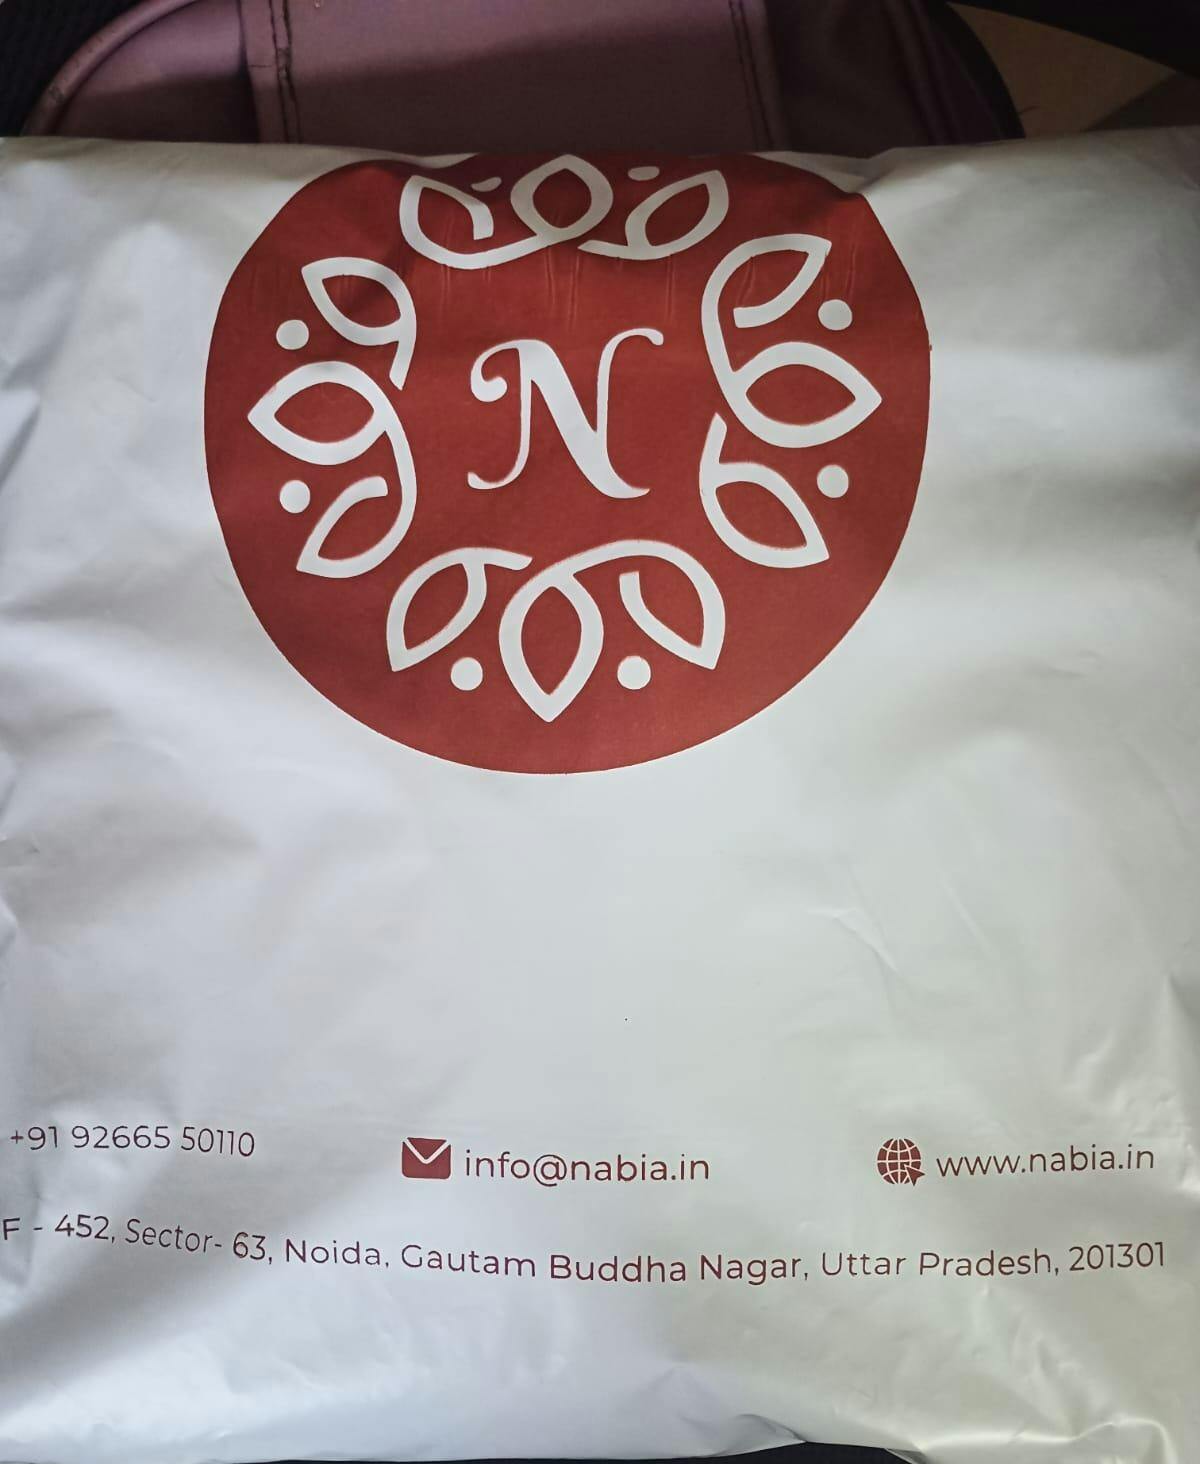 N
+91 92665 50110
info@nabia.in
www.nabia.in
F - 452, Sector- 63, Noida, Gautam Buddha Nagar, Uttar Pradesh, 201301